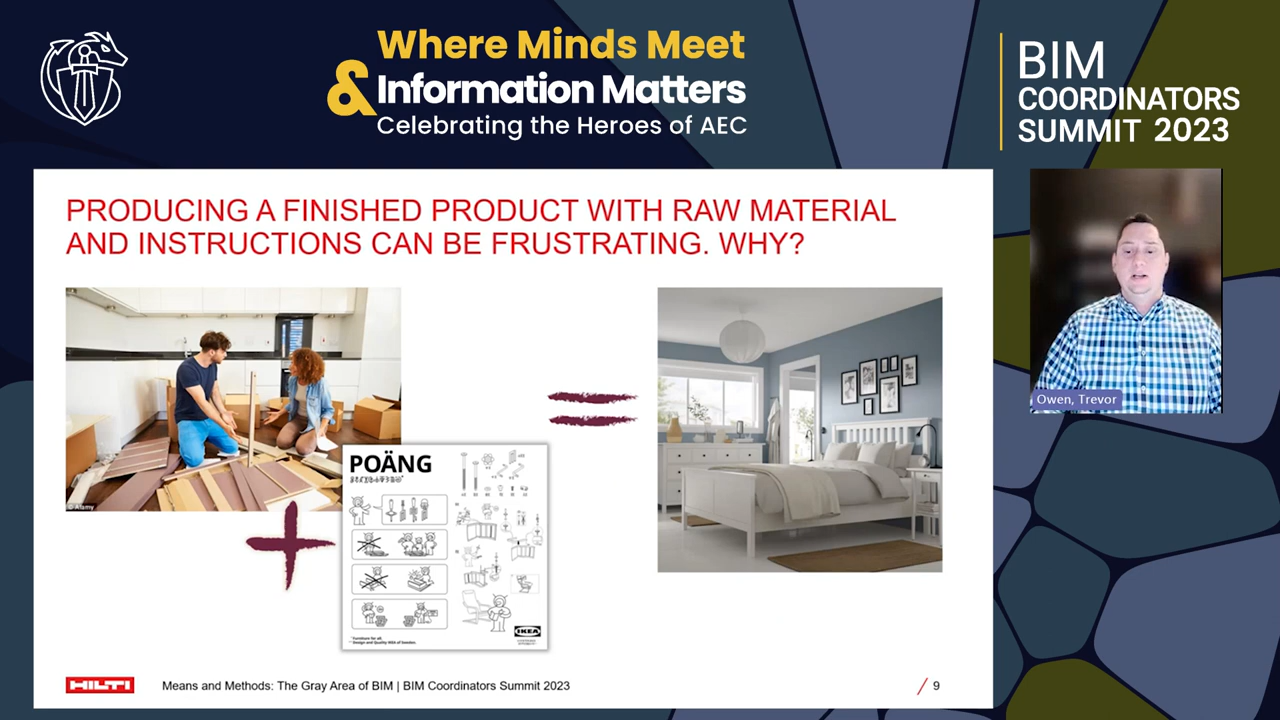 Where Minds Meet
& Information Matters
Celebrating the Heroes of AEC
BIM
COORDINATORS
SUMMIT 2023
PRODUCING A FINISHED PRODUCT WITH RAW MATERIAL
AND INSTRUCTIONS CAN BE FRUSTRATING. WHY?
© Alamy
POÄNG
IKEA
Owen, Trevor
HILTI
Means and Methods: The Gray Area of BIM | BIM Coordinators Summit 2023
/ 9